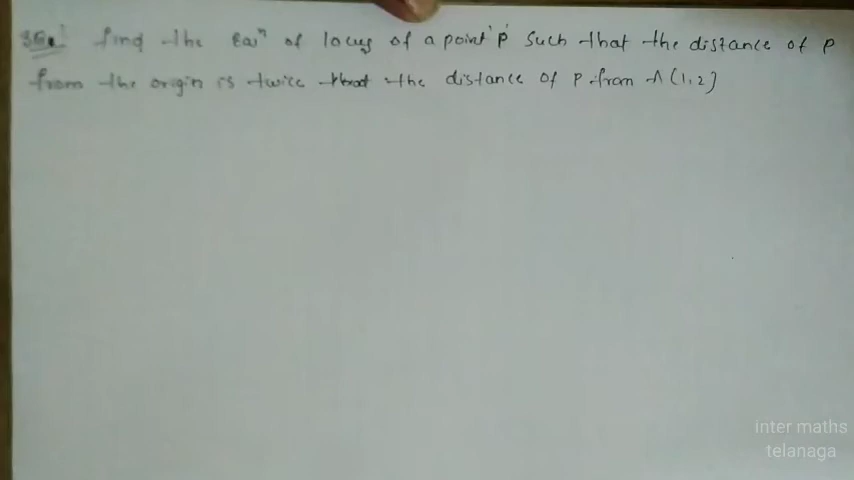 35Q: find the Eqⁿ of locus of a point 'P' such that the distance of P
from the origin is twice that the distance of P from A (1,2)
inter maths
telanaga